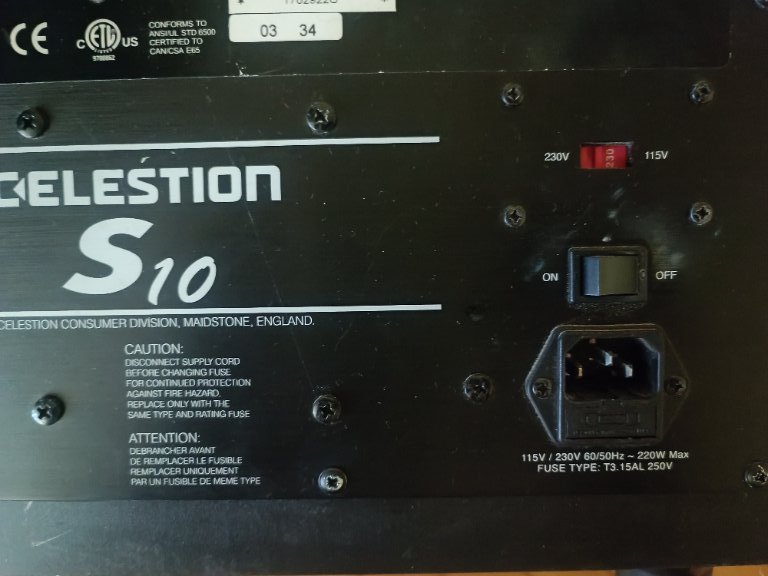 CE
CONFORMS TO
ANSI/UL STD 6500
CERTIFIED TO
CAN/CSA E65
C ETL US
9700862
03 34
CELESTION
S10
CELESTION CONSUMER DIVISION, MAIDSTONE, ENGLAND.
CAUTION:
DISCONNECT SUPPLY CORD
BEFORE CHANGING FUSE
FOR CONTINUED PROTECTION
AGAINST FIRE HAZARD,
REPLACE ONLY WITH THE
SAME TYPE AND RATING FUSE
ATTENTION:
DEBRANCHER AVANT
DE REMPLACER LE FUSIBLE
REMPLACER UNIQUEMENT
PAR UN FUSIBLE DE MEME TYPE
230V 230 115V
ON OFF
115V / 230V 60/50Hz ~ 220W Max
FUSE TYPE: T3.15AL 250V